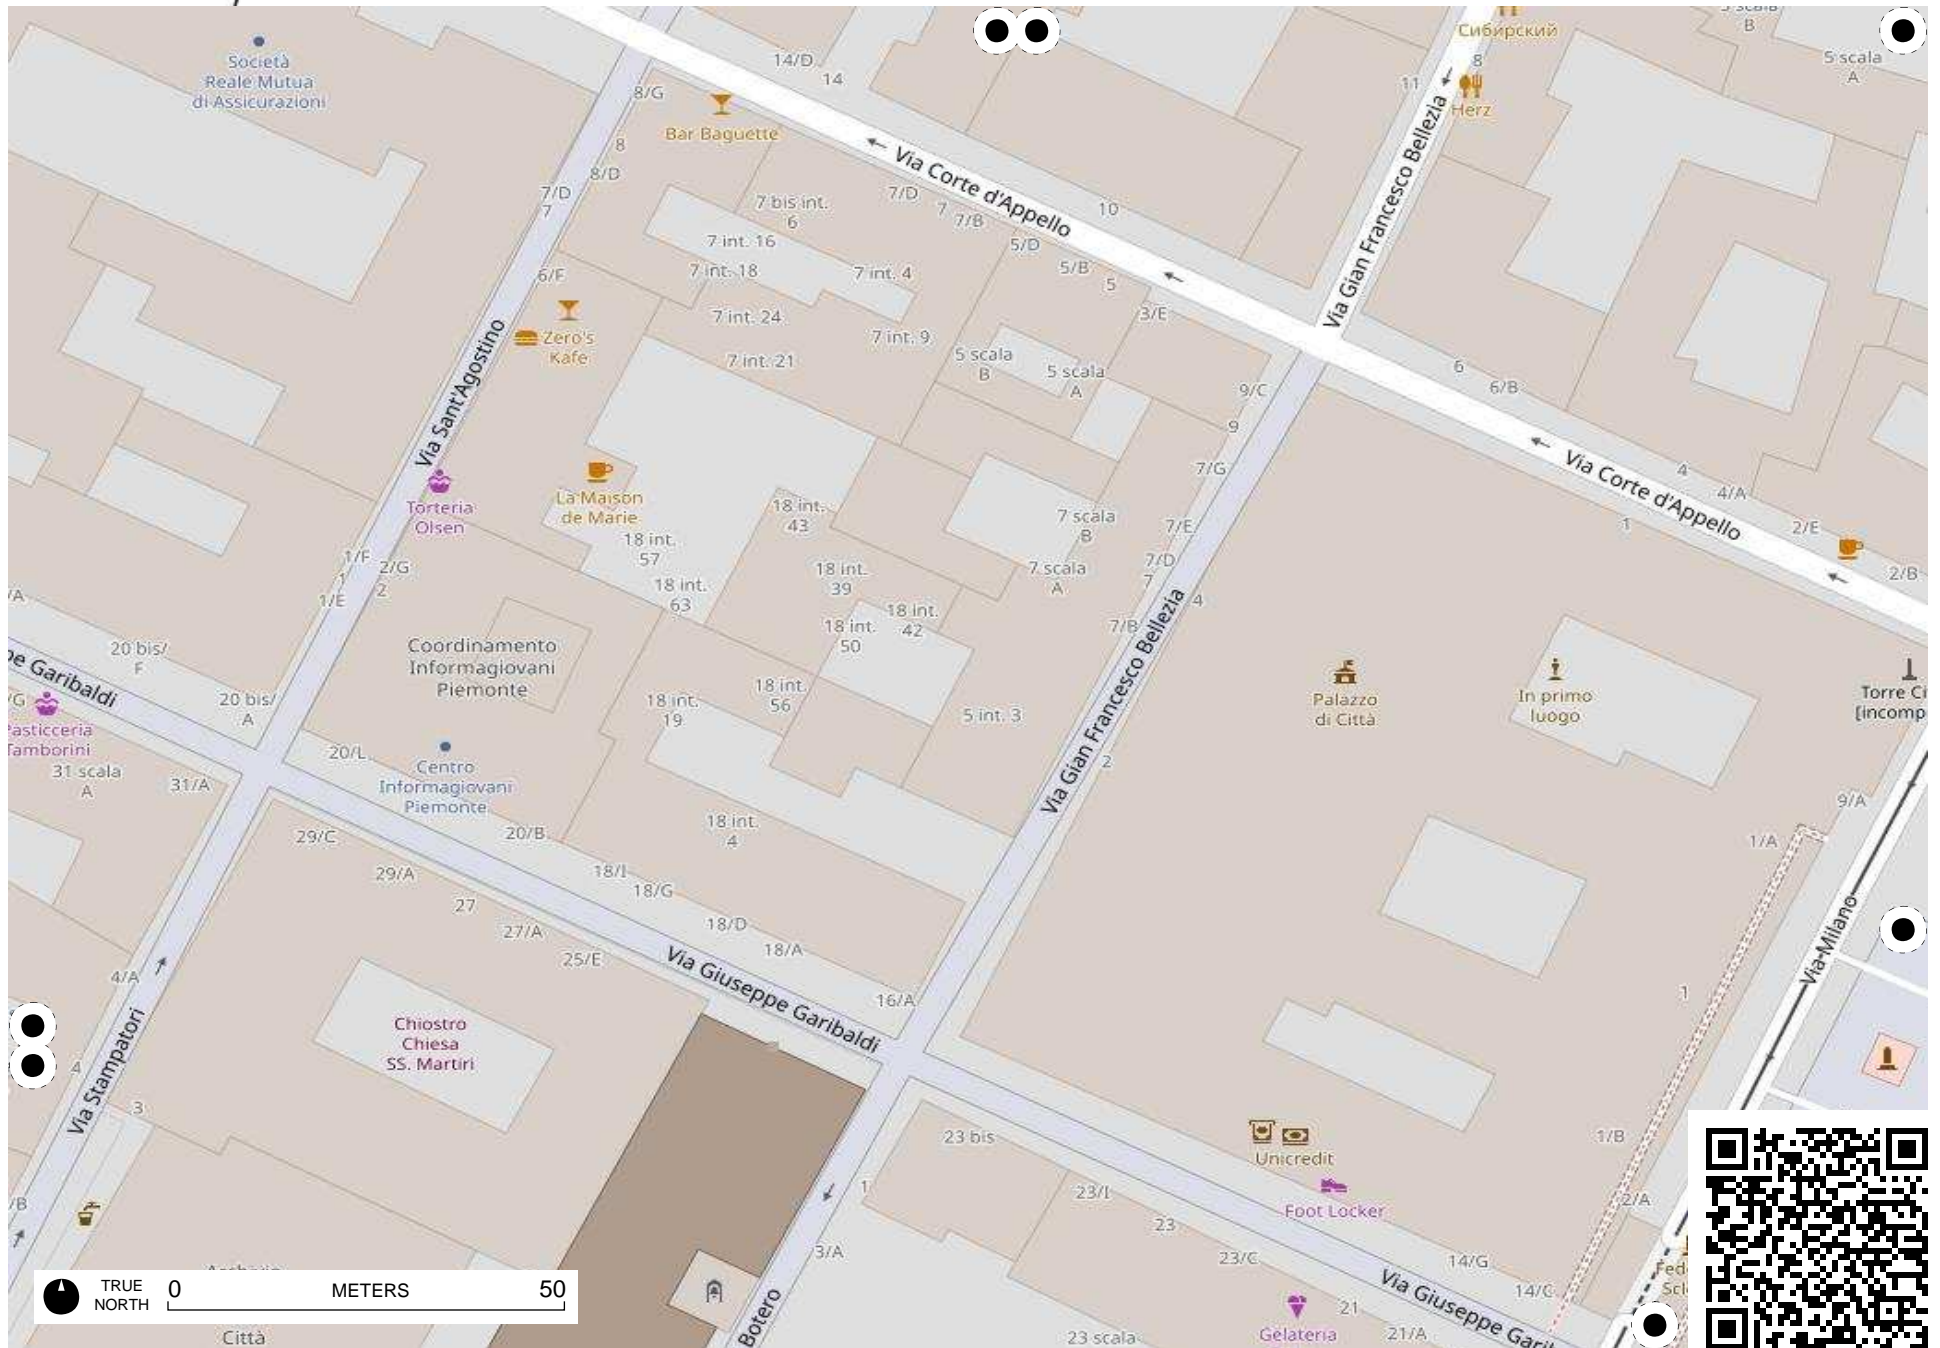 Сибирский
5 scala
B
5 scala
A
Società
Reale Mutua
di Assicurazioni
14/D
14
8
11
Herz
8/G
Bar Baguette
8
8/D
7/D
7
Via Corte d'Appello
Via Gian Francesco Bellezia
7 bis int.
6
7/D
7
7/B
10
7 int. 16
5/D
7 int. 18
7 int. 4
5/B
5
6/F
7 int. 24
3/E
Zero's
Kafe
7 int. 9
7 int. 21
5 scala
B
5 scala
A
6
6/B
9/C
9
Via Sant'Agostino
7/G
4
4/A
Via Corte d'Appello
1
2/E
2/B
Torteria
Olsen
La Maison
de Marie
18 int.
43
7 scala
B
7/E
18 int.
57
1/F
1
1/E
2/G
2
18 int.
39
7 scala
A
7/D
7
4
18 int.
63
18 int.
42
18 int.
50
7/B
/A
20 bis/
F
Coordinamento
Informagiovani
Piemonte
Via Gian Francesco Bellezia
pe Garibaldi
20 bis/
A
18 int.
19
18 int.
56
5 int. 3
Palazzo
di Città
In primo
luogo
Torre Ci
[incomp
/G
Pasticceria
Tamborini
31 scala
A
31/A
20/L
Centro
Informagiovani
Piemonte
2
9/A
1/A
29/C
20/B
18 int.
4
29/A
18/I
18/G
27
18/D
27/A
18/A
25/E
Via Giuseppe Garibaldi
16/A
Via Milano
1
4/A
Via Stampatori
4
3
Chiostro
Chiesa
SS. Martiri
23 bis
Unicredit
1/B
23/I
1
Foot Locker
2/A
23
/B
3/A
23/C
14/G
14/C
Via Giuseppe Garil
Botero
Gelateria
21
21/A
23 scala
Città
TRUE
NORTH
0
METERS
50